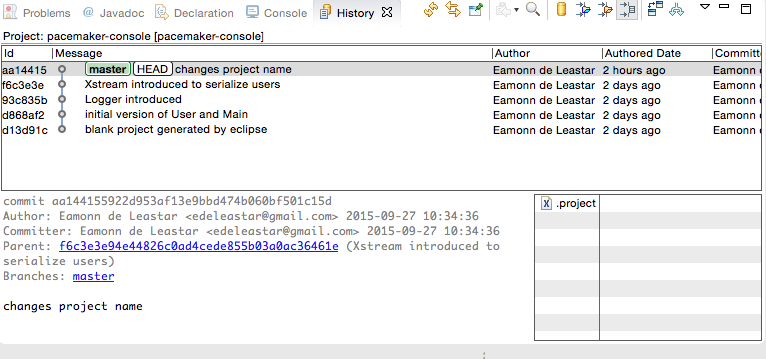 Problems @ Javadoc Declaration Console History
Project: pacemaker-console [pacemaker-console]
Id Message Author Authored Date Committe
aa14415 master HEAD changes project name Eamonn de Leastar 2 hours ago Eamonn d
f6c3e3e Xstream introduced to serialize users Eamonn de Leastar 2 days ago Eamonn d
93c835b Logger introduced Eamonn de Leastar 2 days ago Eamonn d
d868af2 initial version of User and Main Eamonn de Leastar 2 days ago Eamonn d
d13d91c blank project generated by eclipse Eamonn de Leastar 2 days ago Eamonn d
commit aa144155922d953af13e9bbd474b060bf501c15d
Author: Eamonn de Leastar <edeleastar@gmail.com> 2015-09-27 10:34:36
Committer: Eamonn de Leastar <edeleastar@gmail.com> 2015-09-27 10:34:36
Parent: f6c3e3e94e44826c0ad4cede855b03a0ac36461e (Xstream introduced to
serialize users)
Branches: master
changes project name
X .project